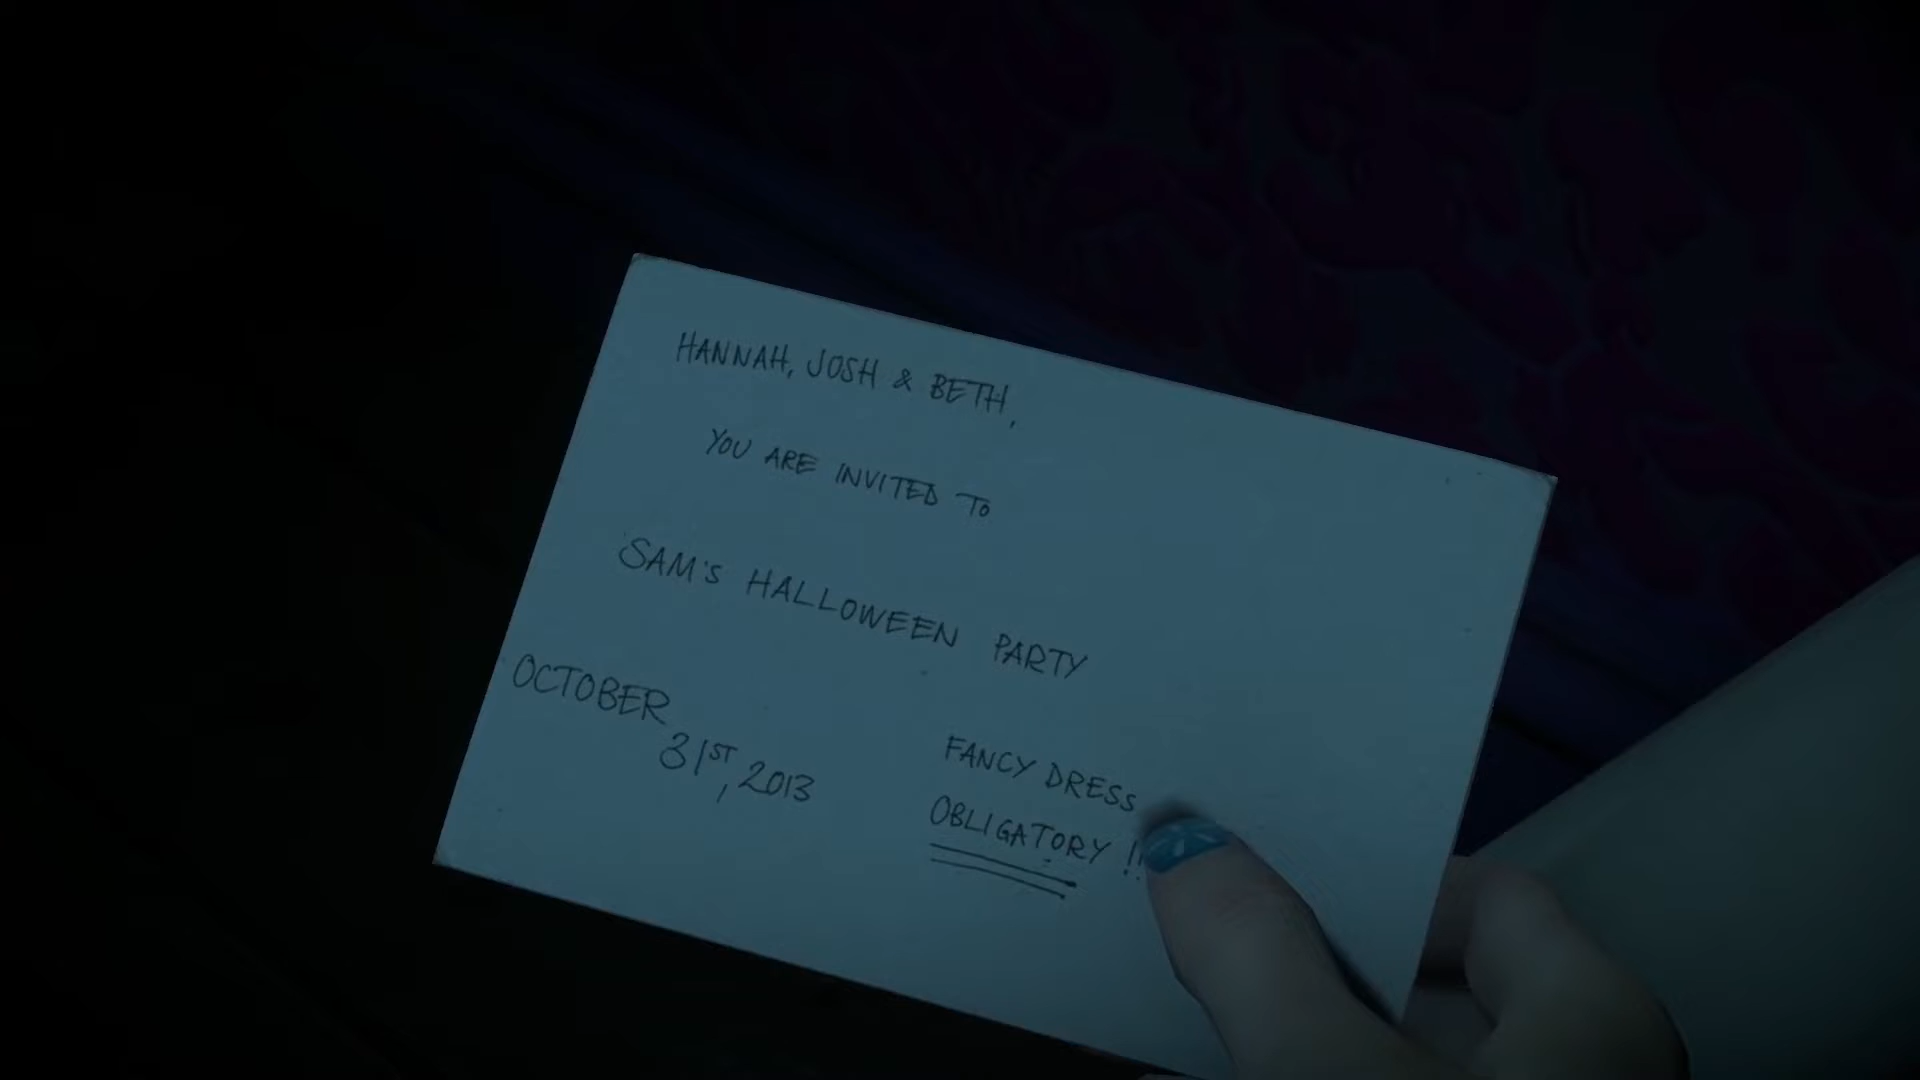 HANNAH, JOSH & BETH,
YOU ARE INVITED TO
SAM'S HALLOWEEN PARTY
OCTOBER
31ST, 2013
FANCY DRESS
OBLIGATORY !!